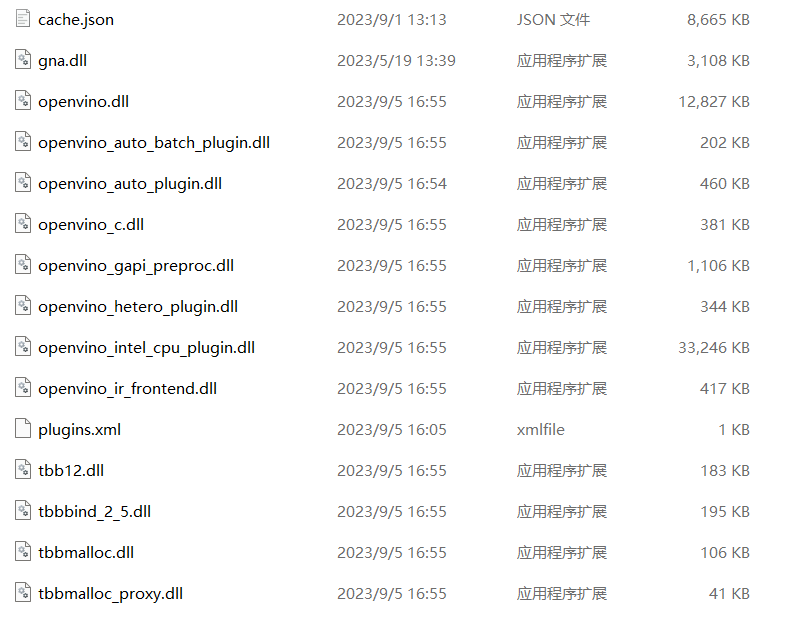 cache.json 2023/9/1 13:13 JSON 文件 8,665 KB
gna.dll 2023/5/19 13:39 应用程序扩展 3,108 KB
openvino.dll 2023/9/5 16:55 应用程序扩展 12,827 KB
openvino_auto_batch_plugin.dll 2023/9/5 16:55 应用程序扩展 202 KB
openvino_auto_plugin.dll 2023/9/5 16:54 应用程序扩展 460 KB
openvino_c.dll 2023/9/5 16:55 应用程序扩展 381 KB
openvino_gapi_preproc.dll 2023/9/5 16:55 应用程序扩展 1,106 KB
openvino_hetero_plugin.dll 2023/9/5 16:55 应用程序扩展 344 KB
openvino_intel_cpu_plugin.dll 2023/9/5 16:55 应用程序扩展 33,246 KB
openvino_ir_frontend.dll 2023/9/5 16:55 应用程序扩展 417 KB
plugins.xml 2023/9/5 16:05 xmlfile 1 KB
tbb12.dll 2023/9/5 16:55 应用程序扩展 183 KB
tbbbind_2_5.dll 2023/9/5 16:55 应用程序扩展 195 KB
tbbmalloc.dll 2023/9/5 16:55 应用程序扩展 106 KB
tbbmalloc_proxy.dll 2023/9/5 16:55 应用程序扩展 41 KB